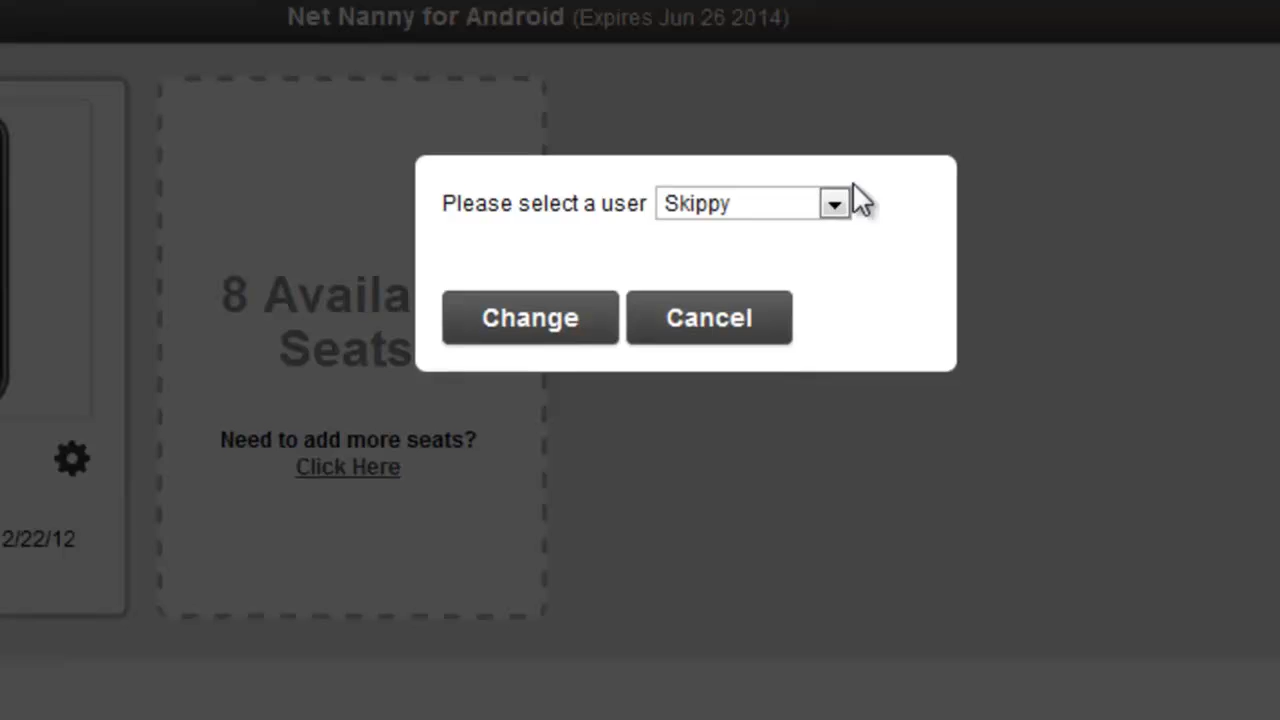 Net Nanny for Android (Expires Jun 26 2014)
Please select a user Skippy
Change Cancel
8 Availa
Seats
Need to add more seats?
Click Here
2/22/12